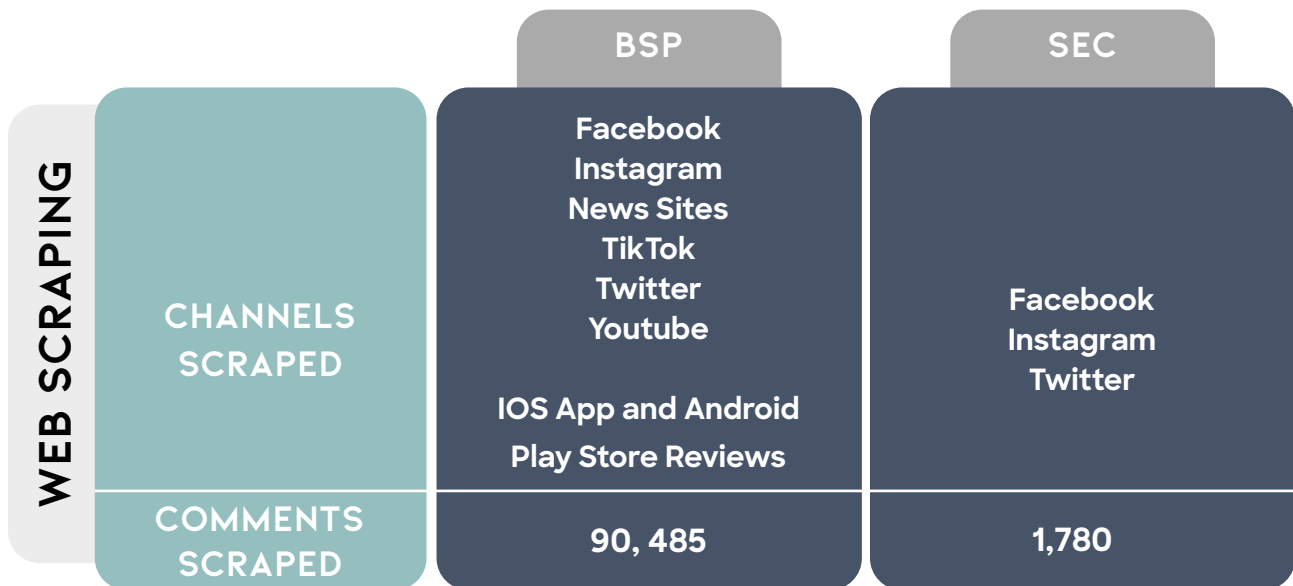 BSP
SEC
WEB SCRAPING
CHANNELS
SCRAPED
Facebook
Instagram
News Sites
TikTok
Twitter
Youtube
IOS App and Android
Play Store Reviews
Facebook
Instagram
Twitter
COMMENTS
SCRAPED
90, 485
1,780